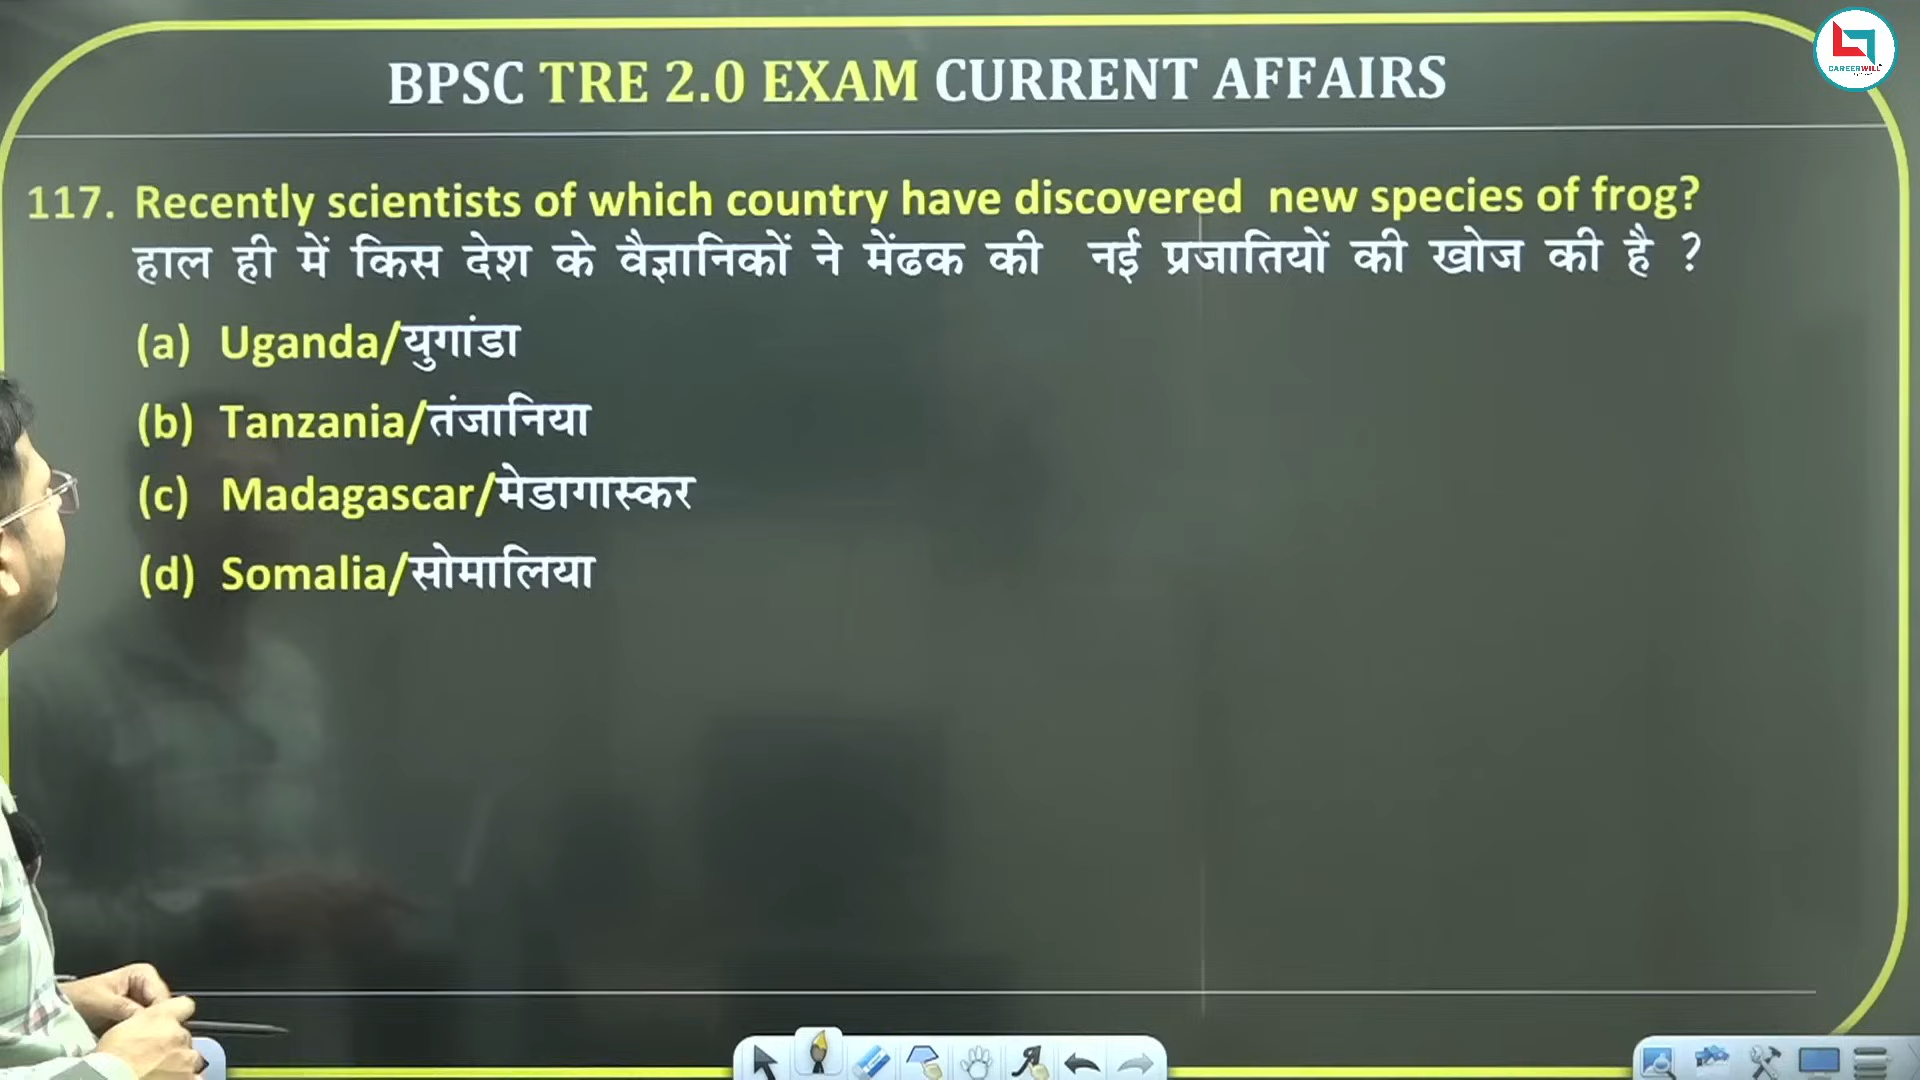 BPSC TRE 2.0 EXAM CURRENT AFFAIRS
CAREERWILL
117. Recently scientists of which country have discovered new species of frog?
हाल ही में किस देश के वैज्ञानिकों ने मेंढक की नई प्रजातियों की खोज की है ?
(a) Uganda/युगांडा
(b) Tanzania/तंजानिया
(c) Madagascar/मेडागास्कर
(d) Somalia/सोमालिया